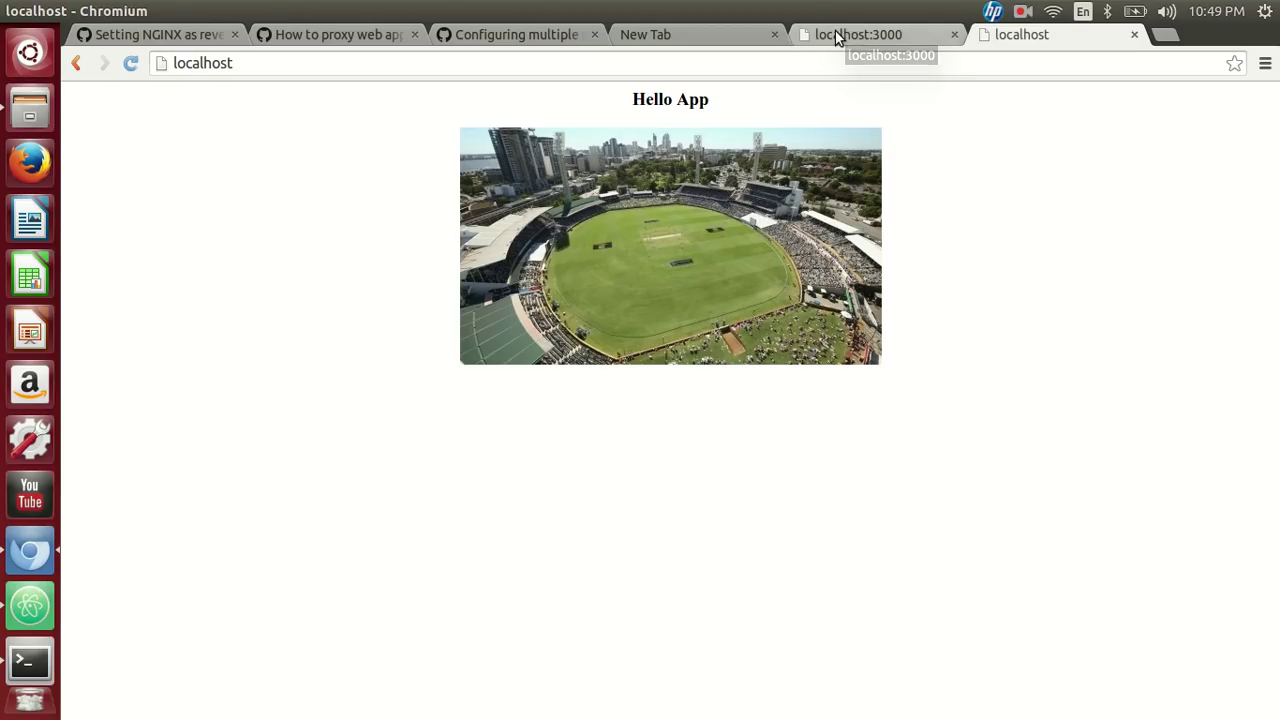 localhost - Chromium
En
10:49 PM
Setting NGINX as reve
How to proxy web app
Configuring multiple
New Tab
localhost:3000
localhost
localhost
localhost:3000
Hello App
You
Tube